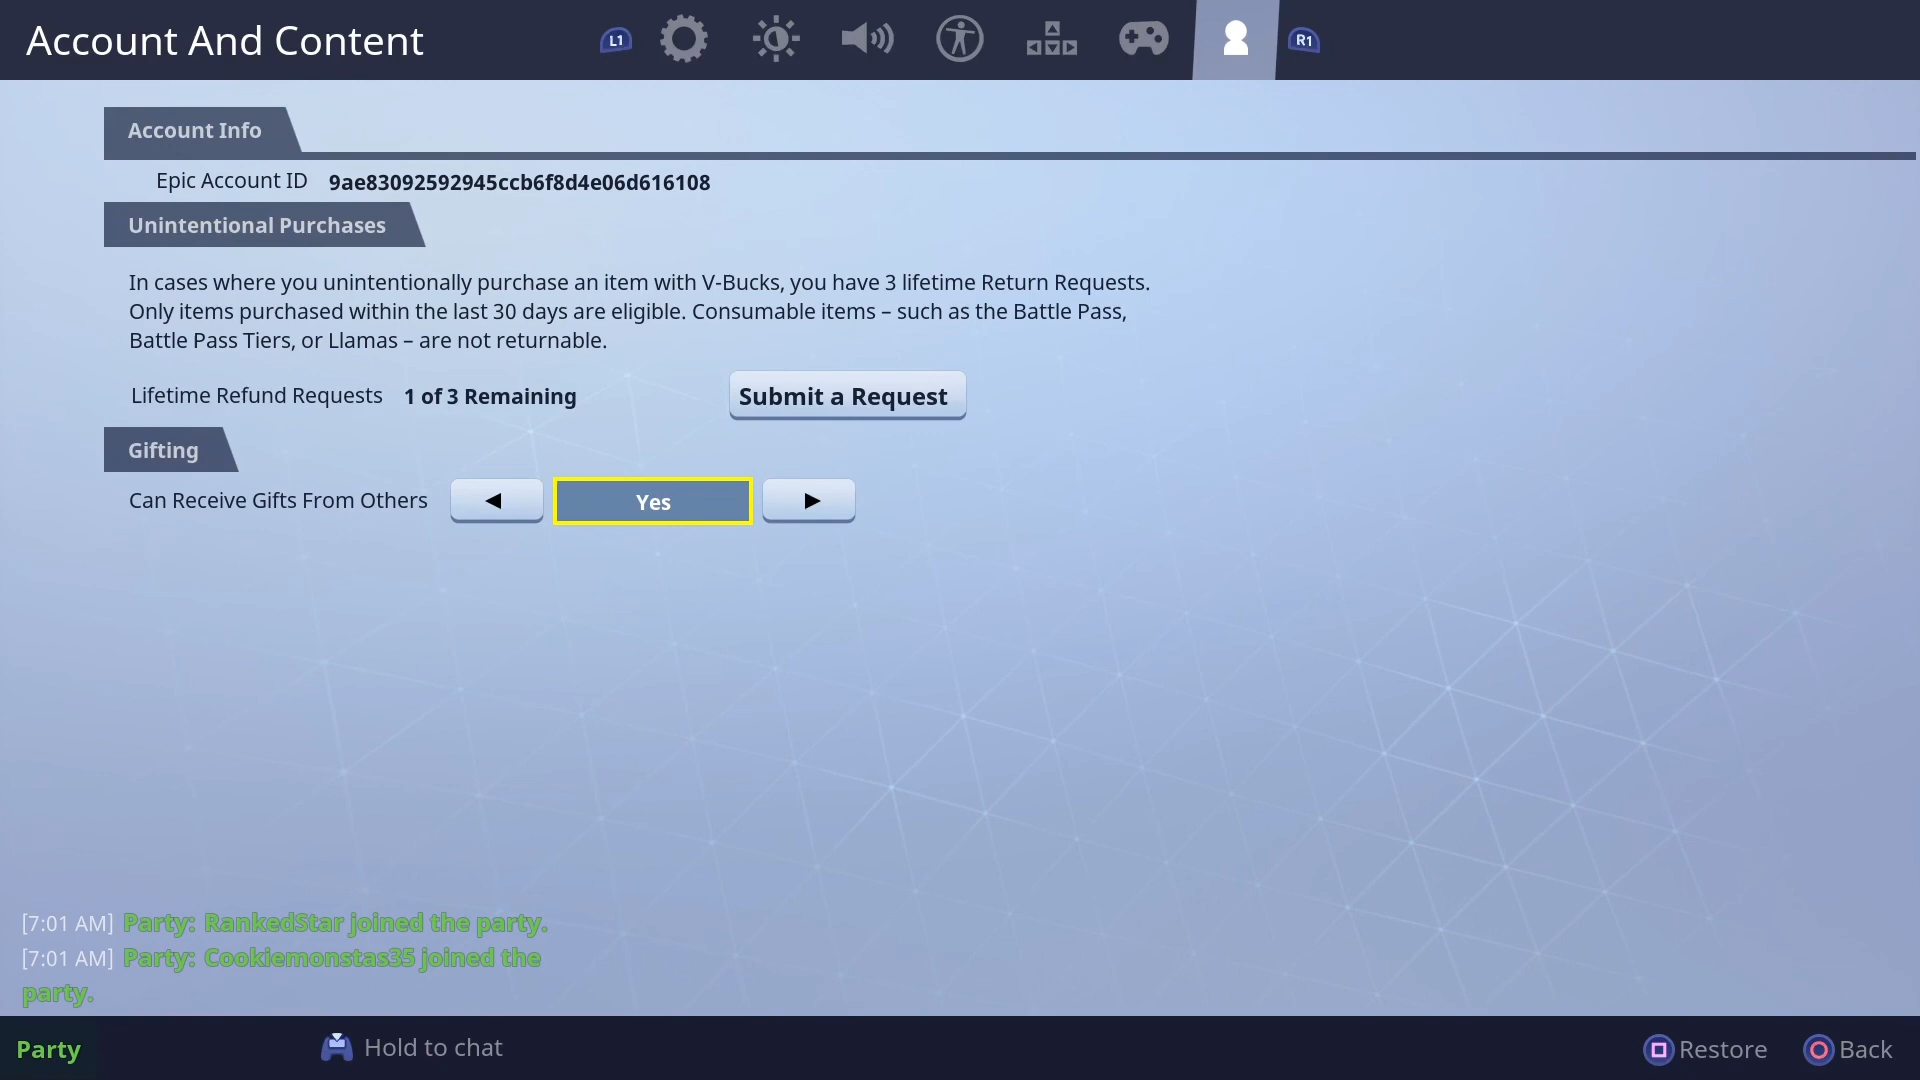 Account And Content
L1
R1
Account Info
Epic Account ID 9ae83092592945ccb6f8d4e06d616108
Unintentional Purchases
In cases where you unintentionally purchase an item with V-Bucks, you have 3 lifetime Return Requests.
Only items purchased within the last 30 days are eligible. Consumable items – such as the Battle Pass,
Battle Pass Tiers, or Llamas – are not returnable.
Lifetime Refund Requests 1 of 3 Remaining Submit a Request
Gifting
Can Receive Gifts From Others Yes
[7:01 AM] Party: RankedStar joined the party.
[7:01 AM] Party: Cookiemonstas35 joined the
party.
Party Hold to chat Restore Back